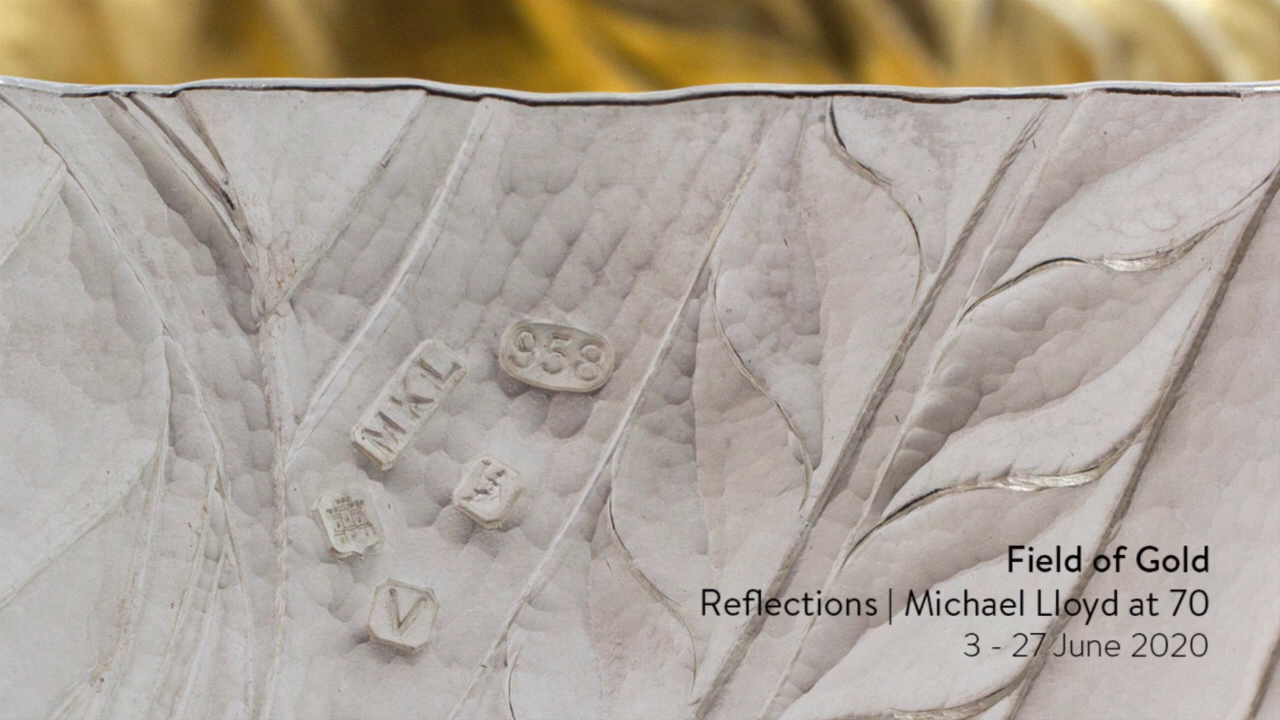 958
MKL
V
Field of Gold
Reflections | Michael Lloyd at 70
3 - 27 June 2020